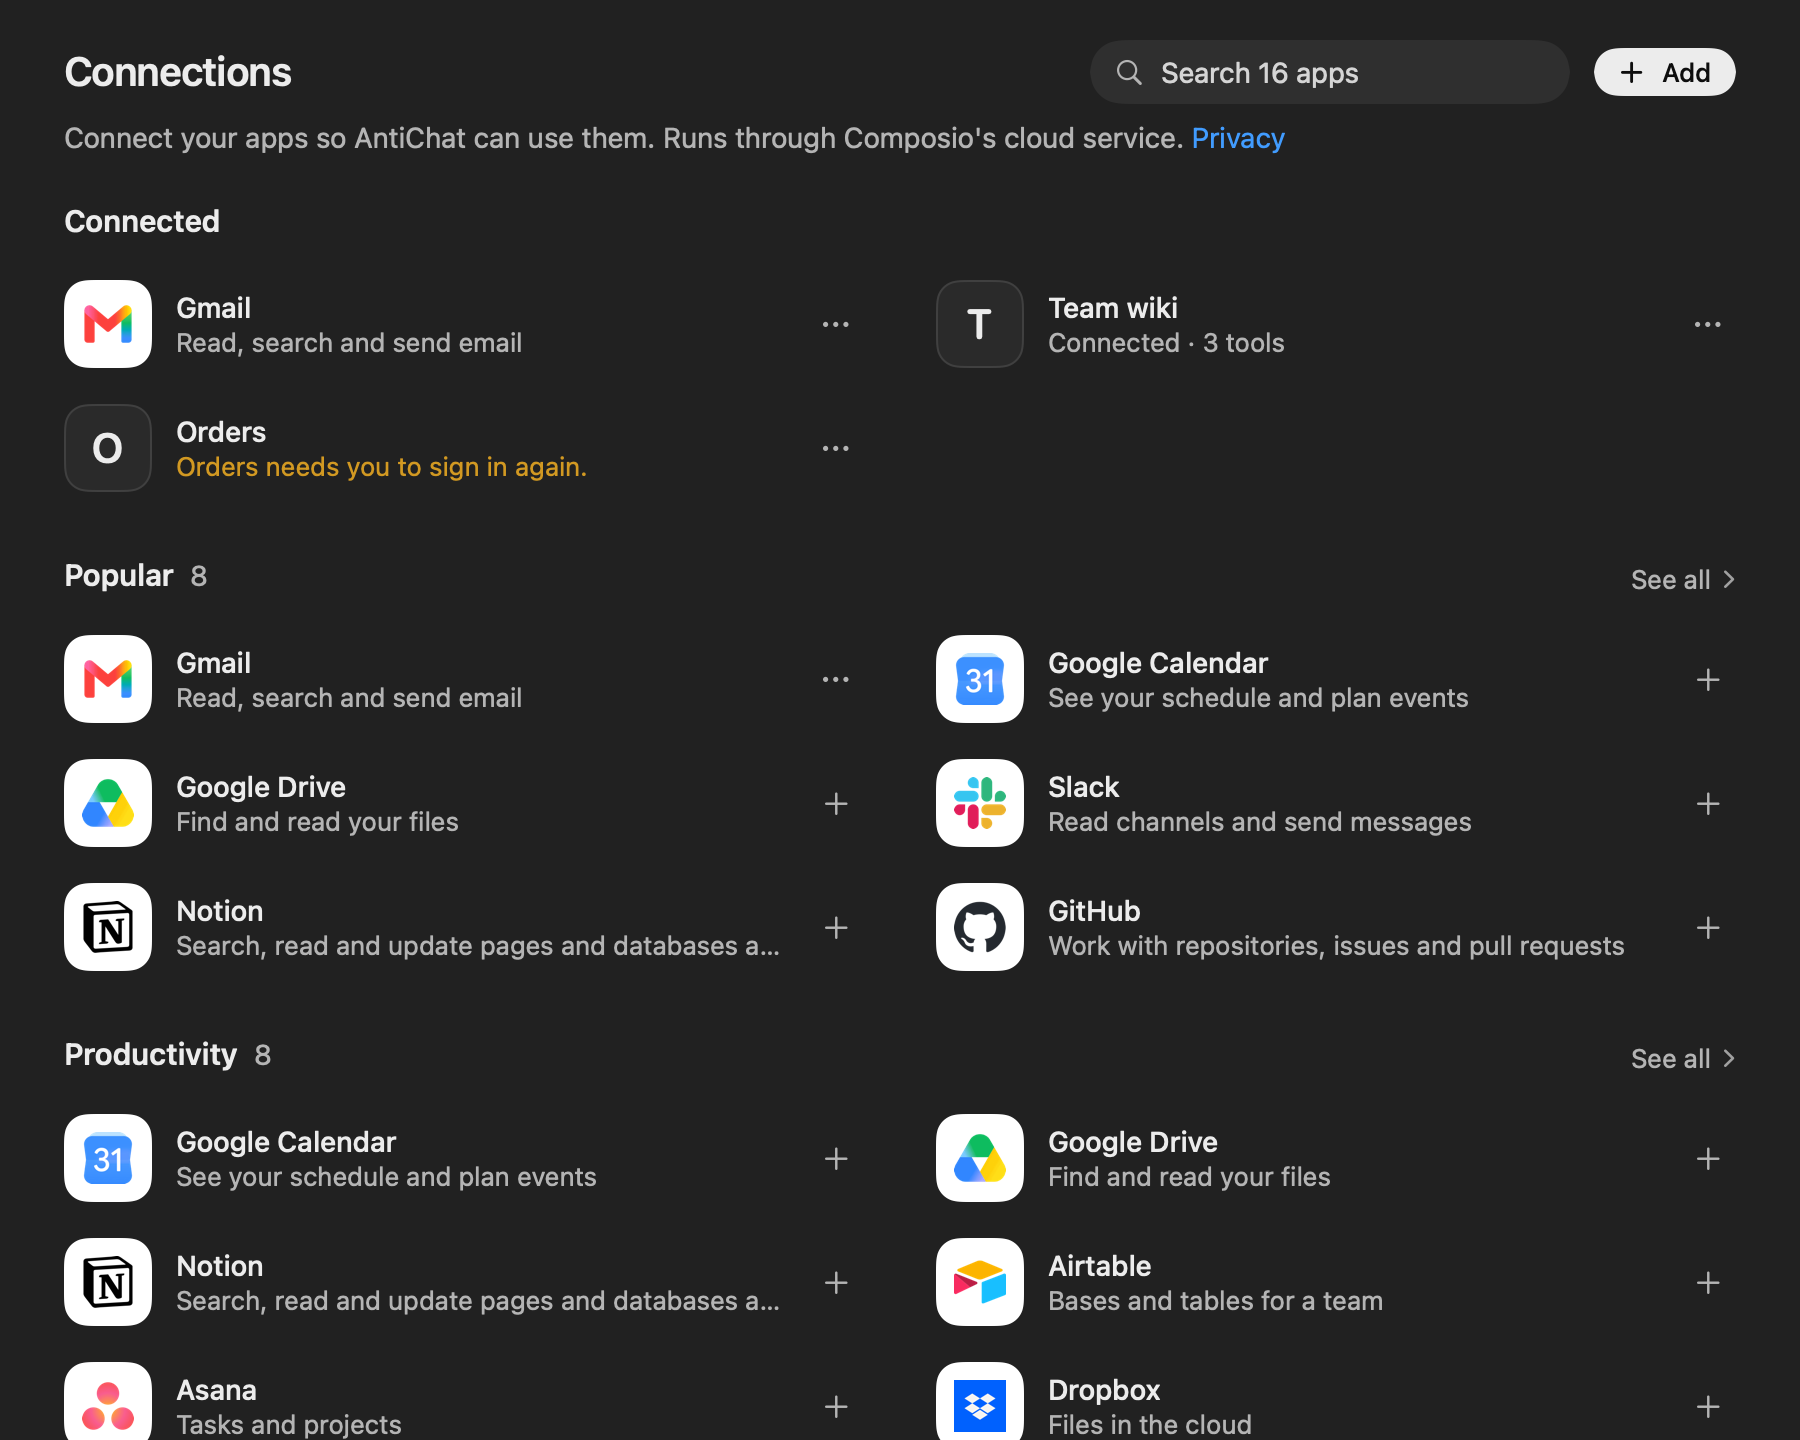 Connections
Search 16 apps
Add
Connect your apps so AntiChat can use them. Runs through Composio's cloud service. Privacy
Connected
Gmail
Read, search and send email
T
Team wiki
Connected · 3 tools
O
Orders
Orders needs you to sign in again.
Popular 8
See all
Gmail
Read, search and send email
31
Google Calendar
See your schedule and plan events
Google Drive
Find and read your files
Slack
Read channels and send messages
N
Notion
Search, read and update pages and databases a...
GitHub
Work with repositories, issues and pull requests
Productivity 8
See all
31
Google Calendar
See your schedule and plan events
Google Drive
Find and read your files
N
Notion
Search, read and update pages and databases a...
Airtable
Bases and tables for a team
Asana
Tasks and projects
Dropbox
Files in the cloud